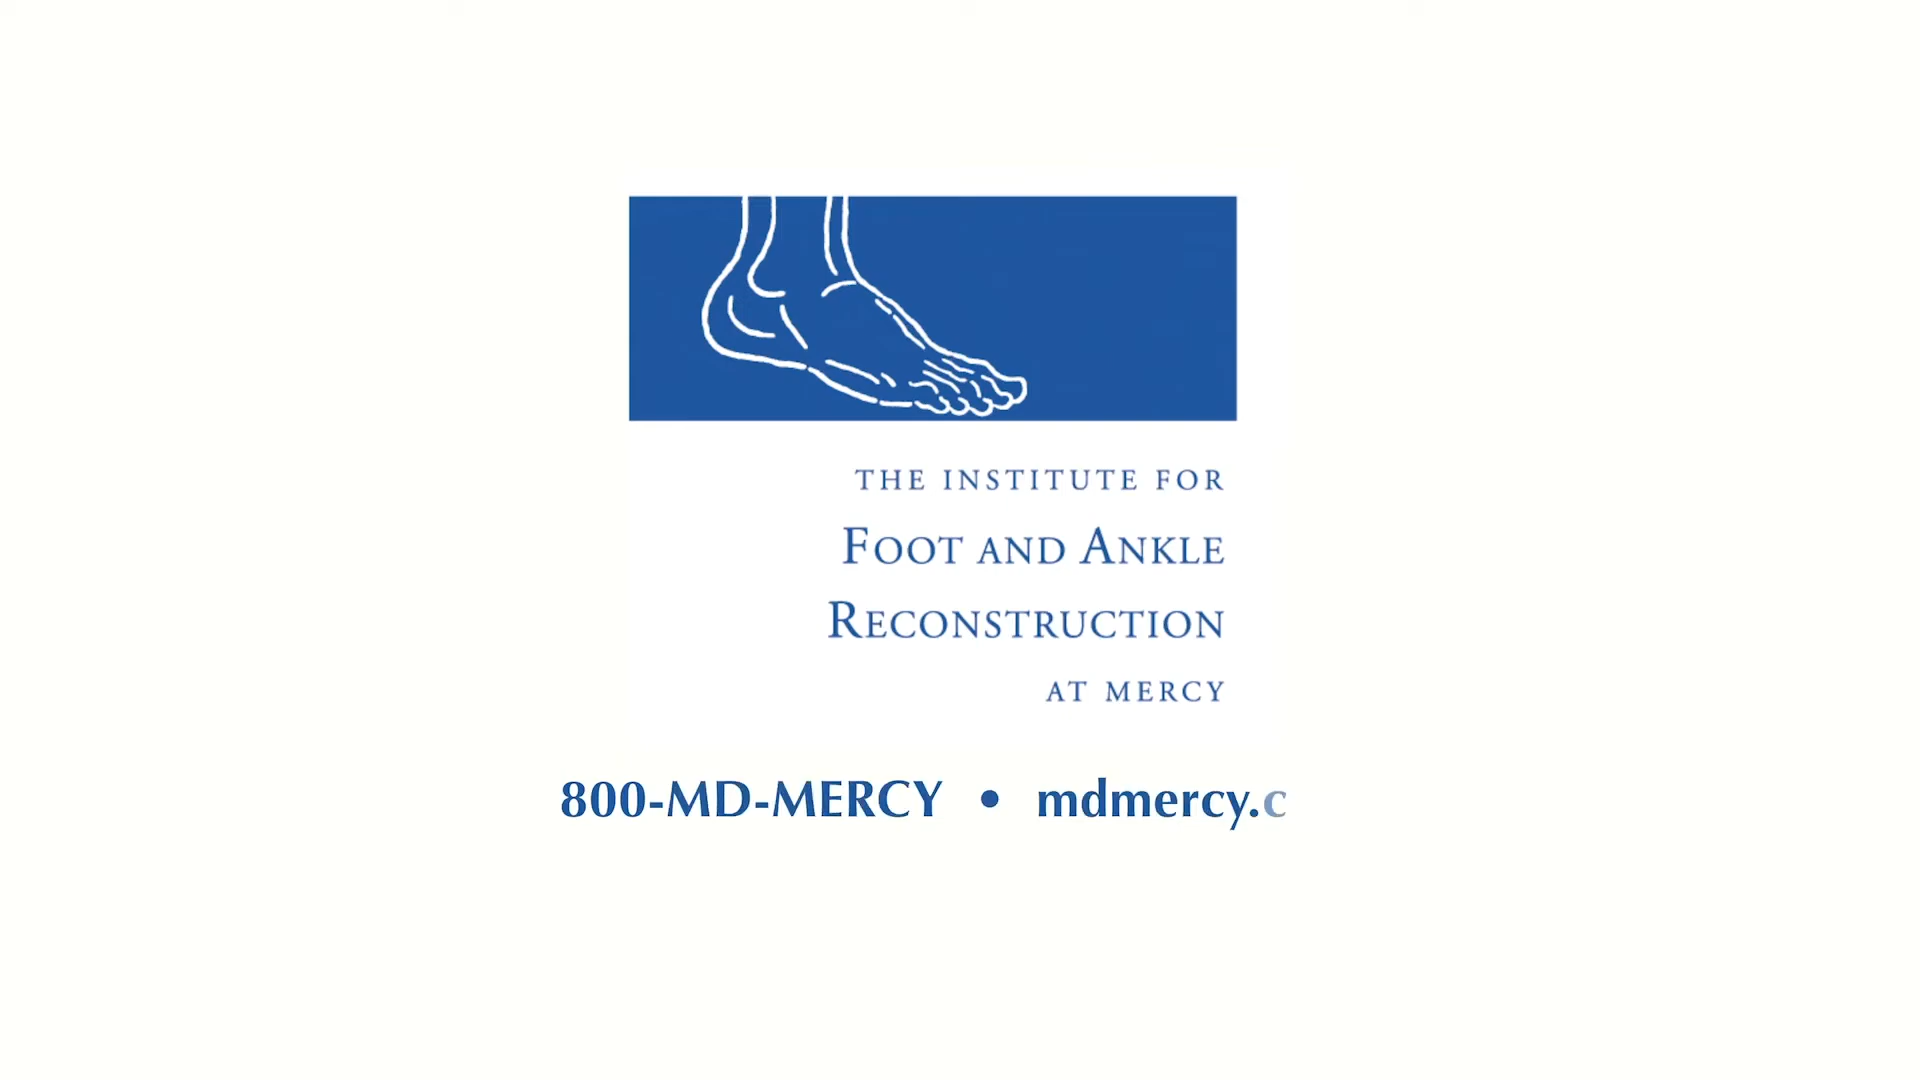 THE INSTITUTE FOR
FOOT AND ANKLE
RECONSTRUCTION
AT MERCY
800-MD-MERCY • mdmercy.c